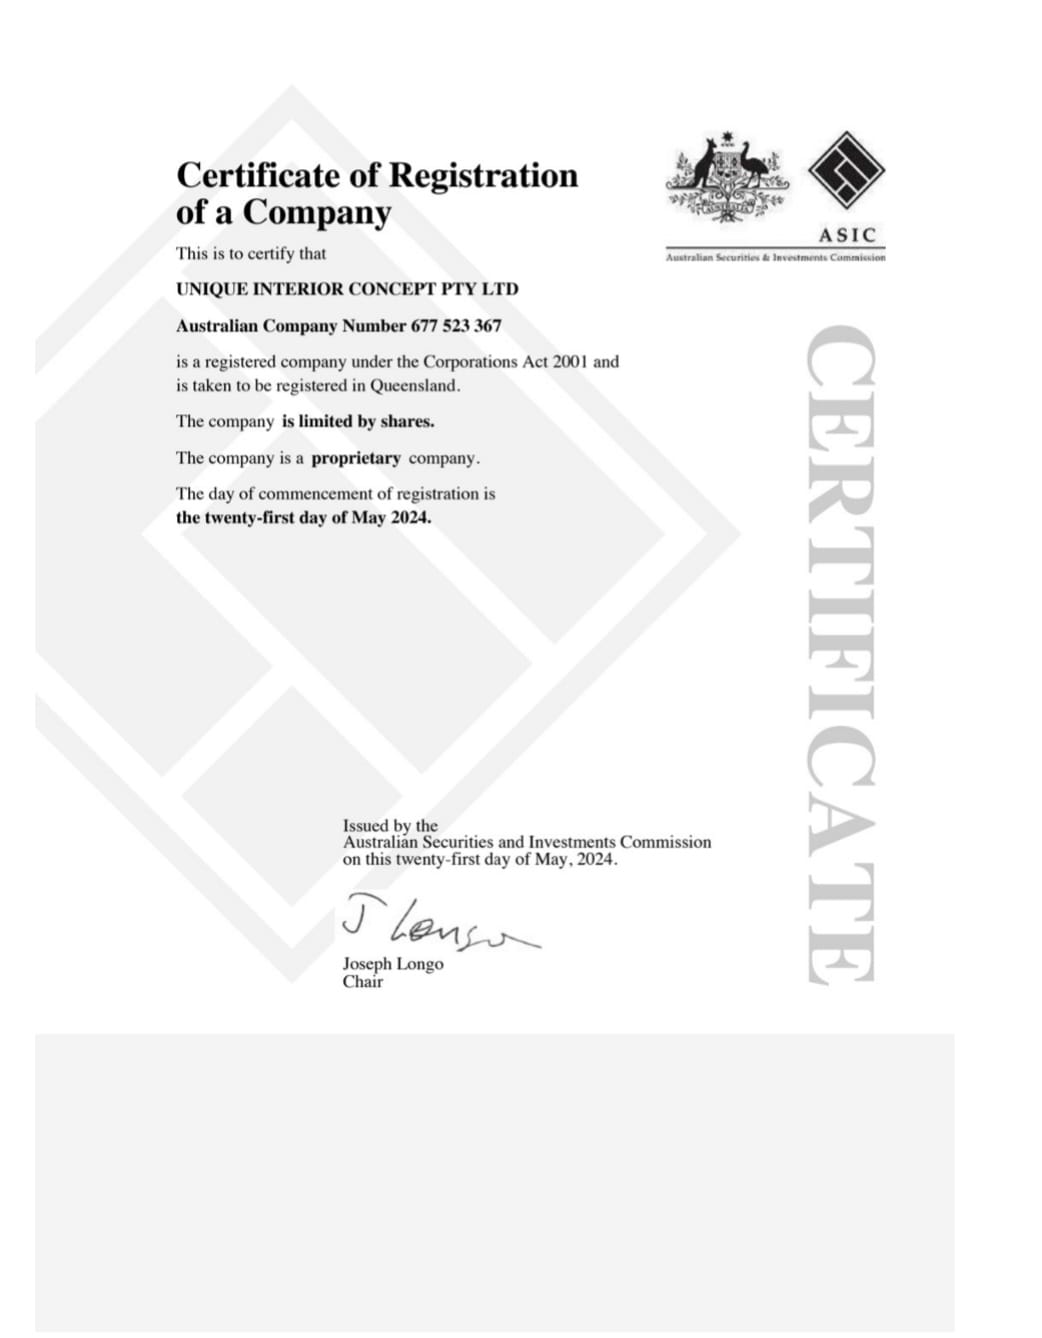 Certificate of Registration
of a Company
This is to certify that
UNIQUE INTERIOR CONCEPT PTY LTD
Australian Company Number 677 523 367
is a registered company under the Corporations Act 2001 and
is taken to be registered in Queensland.
The company is limited by shares.
The company is a proprietary company.
The day of commencement of registration is
the twenty-first day of May 2024.
AUSTRALIA
ASIC
Australian Securities & Investments Commission
CERTIFICATE
Issued by the
Australian Securities and Investments Commission
on this twenty-first day of May, 2024.
J Longo
Joseph Longo
Chair